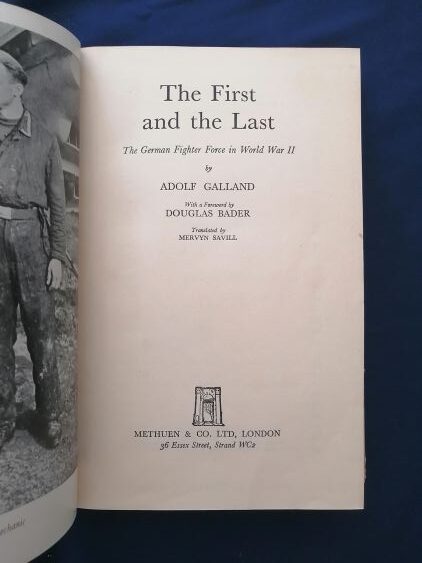 The First
and the Last
The German Fighter Force in World War II
by
ADOLF GALLAND
With a Foreword by
DOUGLAS BADER
Translated by
MERVYN SAVILL
METHUEN & CO. LTD, LONDON
36 Essex Street, Strand WC2